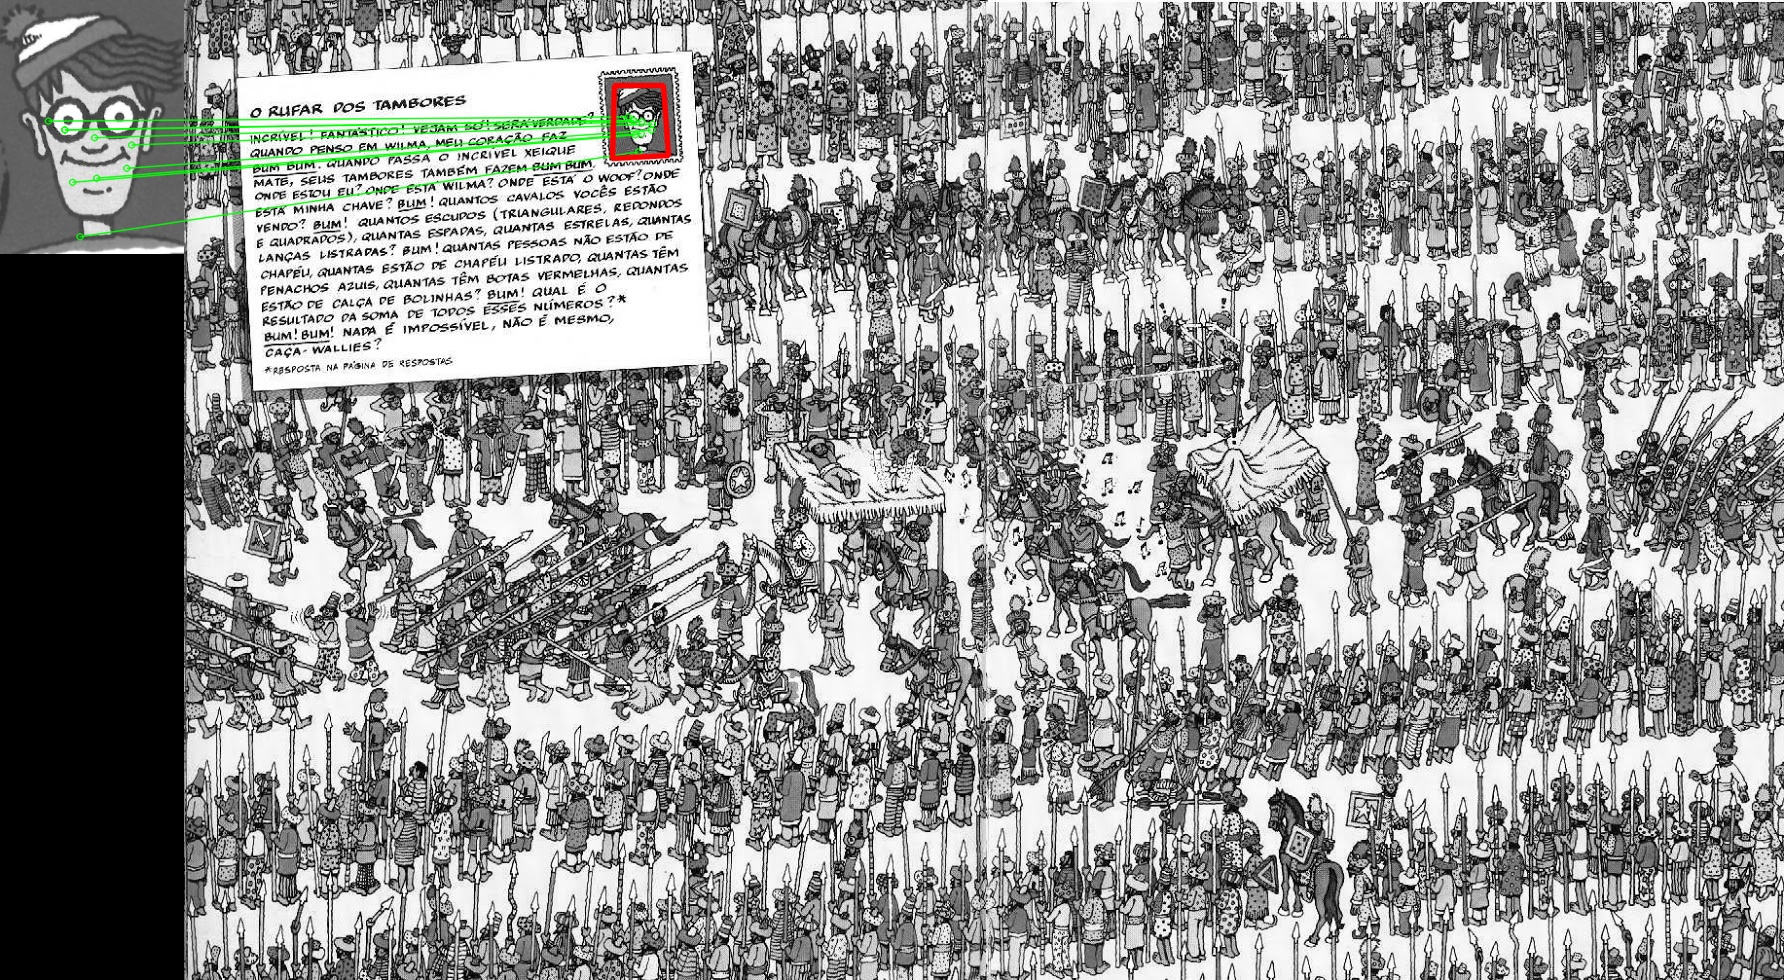 O RUFAR DOS TAMBORES
INCRÍVEL! FANTÁSTICO! VEJAM SÓ! SERÁ VERDADE?
QUANDO PENSO EM WILMA, MEU CORAÇÃO FAZ
BUM BUM. QUANDO PASSA O INCRÍVEL XEIQUE
MATE, SEUS TAMBORES TAMBÉM FAZEM BUM BUM.
ONDE ESTOU EU? ONDE ESTÁ WILMA? ONDE ESTÁ O WOOF? ONDE
ESTÁ MINHA CHAVE? BUM! QUANTOS CAVALOS VOCÊS ESTÃO
VENDO? BUM! QUANTOS ESCUDOS (TRIANGULARES, REDONDOS
E QUADRADOS), QUANTAS ESPADAS, QUANTAS ESTRELAS, QUANTAS
LANÇAS LISTRADAS? BUM! QUANTAS PESSOAS NÃO ESTÃO DE
CHAPÉU, QUANTAS ESTÃO DE CHAPÉU LISTRADO, QUANTAS TÊM
PENACHOS AZUIS, QUANTAS TÊM BOTAS VERMELHAS, QUANTAS
ESTÃO DE CALÇA DE BOLINHAS? BUM! QUAL É O
RESULTADO DA SOMA DE TODOS ESSES NÚMEROS?*
BUM! BUM! NADA É IMPOSSÍVEL, NÃO É MESMO,
CAÇA-WALLIES?
*RESPOSTA NA PÁGINA DE RESPOSTAS